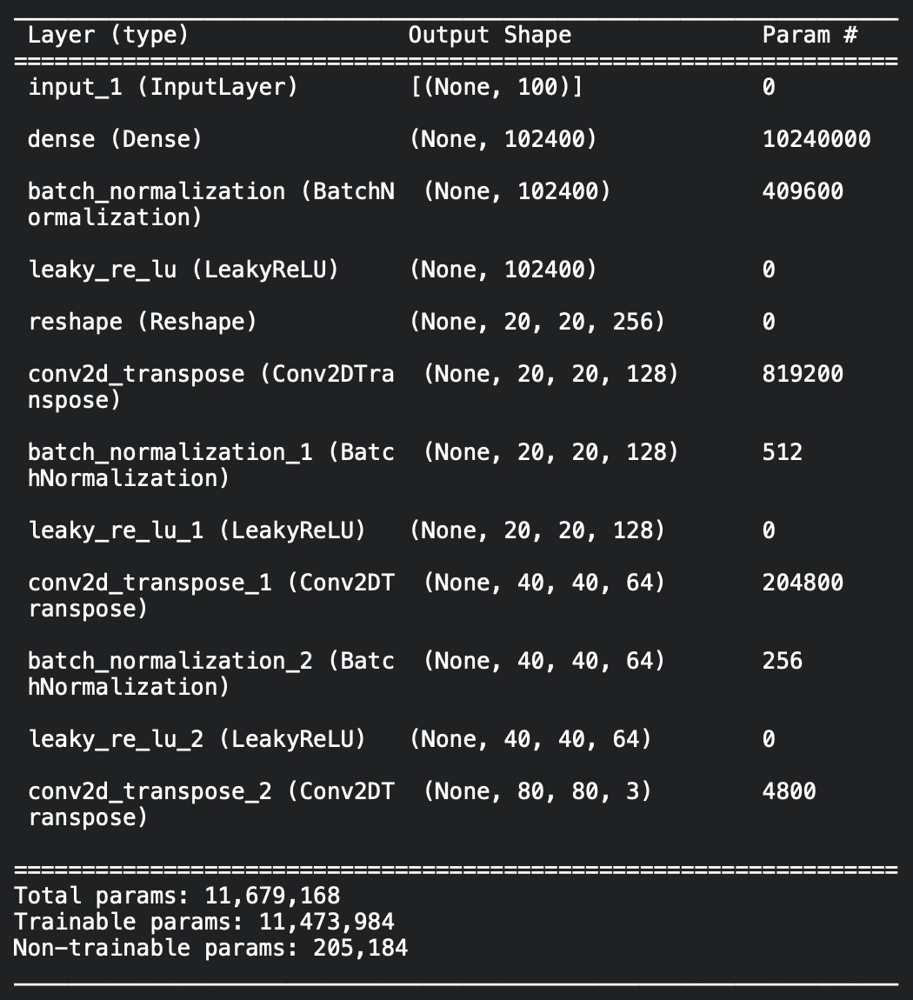 Layer (type) Output Shape Param #
input_1 (InputLayer) [(None, 100)] 0
dense (Dense) (None, 102400) 10240000
batch_normalization (BatchN (None, 102400) 409600
ormalization)
leaky_re_lu (LeakyReLU) (None, 102400) 0
reshape (Reshape) (None, 20, 20, 256) 0
conv2d_transpose (Conv2DTra (None, 20, 20, 128) 819200
nspose)
batch_normalization_1 (Batc (None, 20, 20, 128) 512
hNormalization)
leaky_re_lu_1 (LeakyReLU) (None, 20, 20, 128) 0
conv2d_transpose_1 (Conv2DT (None, 40, 40, 64) 204800
ranspose)
batch_normalization_2 (Batc (None, 40, 40, 64) 256
hNormalization)
leaky_re_lu_2 (LeakyReLU) (None, 40, 40, 64) 0
conv2d_transpose_2 (Conv2DT (None, 80, 80, 3) 4800
ranspose)
Total params: 11,679,168
Trainable params: 11,473,984
Non-trainable params: 205,184